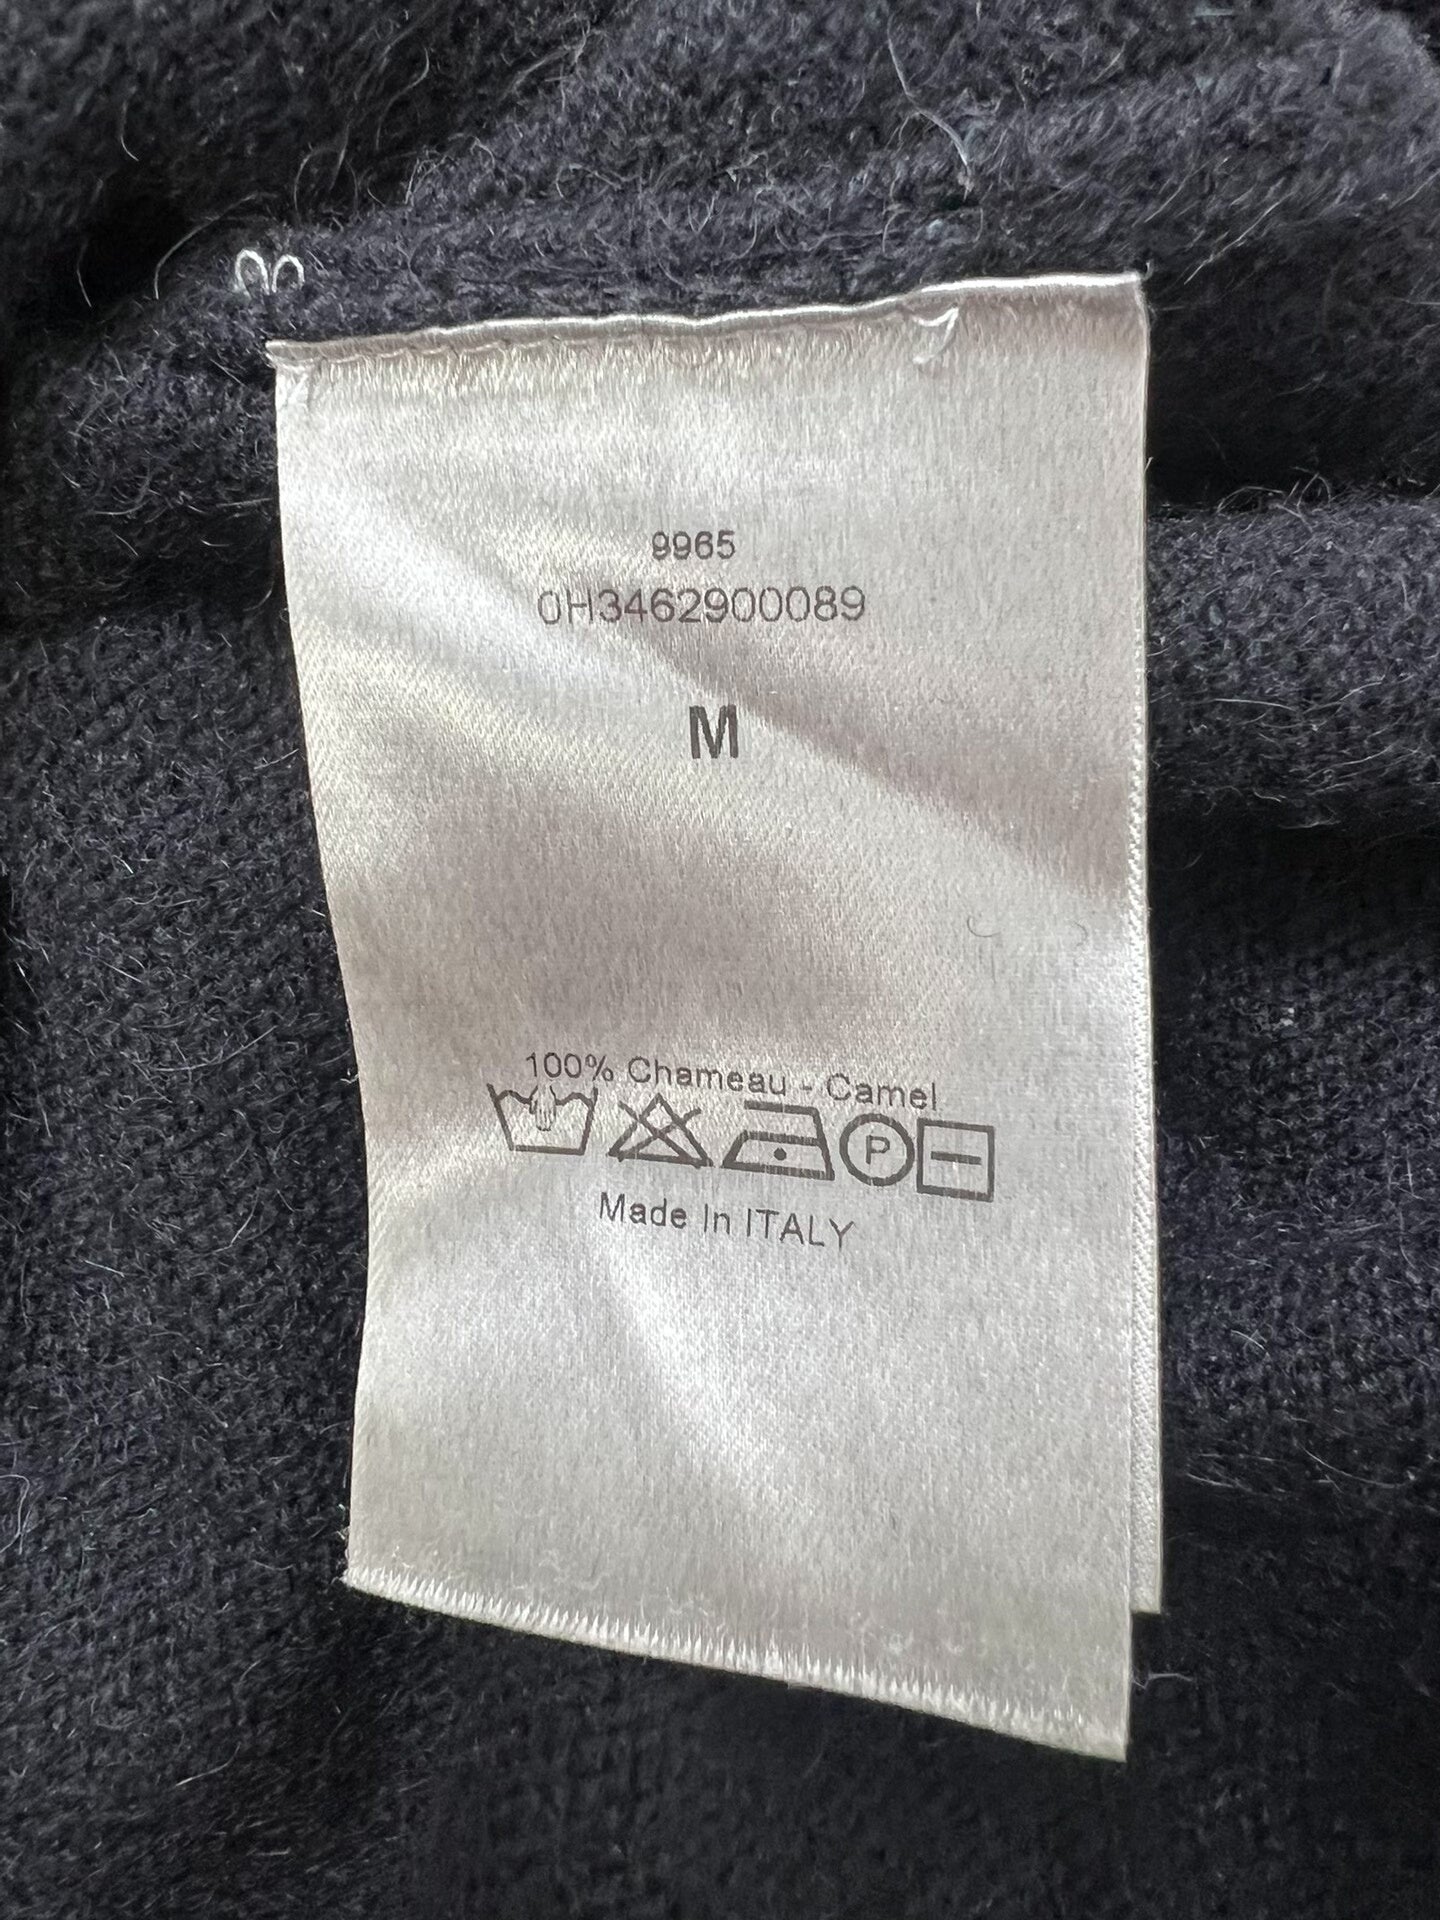 9965
0H3462900089
M
100% Chameau - Camel
P
Made In ITALY